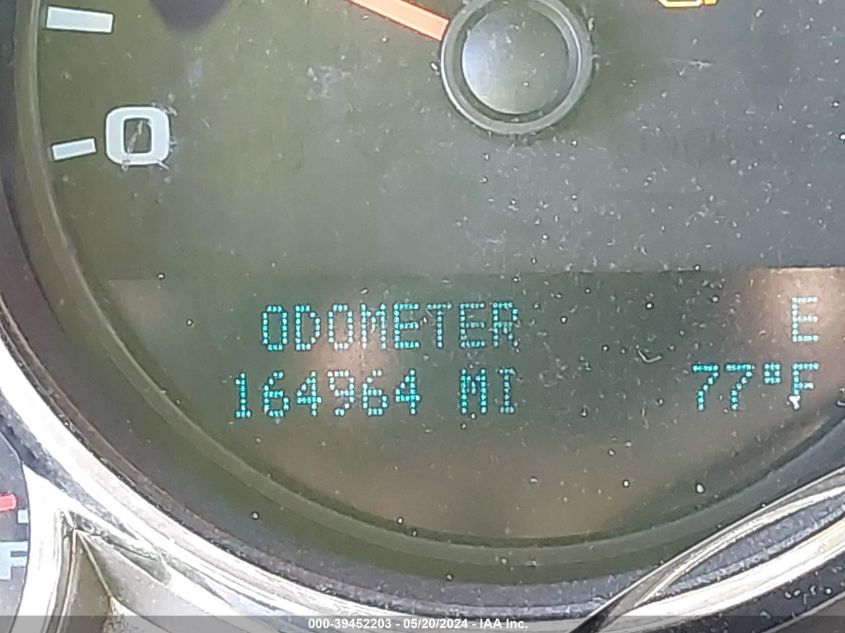 0
ODOMETER E
164964 MI 77°F
F
000-39452203 - 05/20/2024 - IAA Inc.